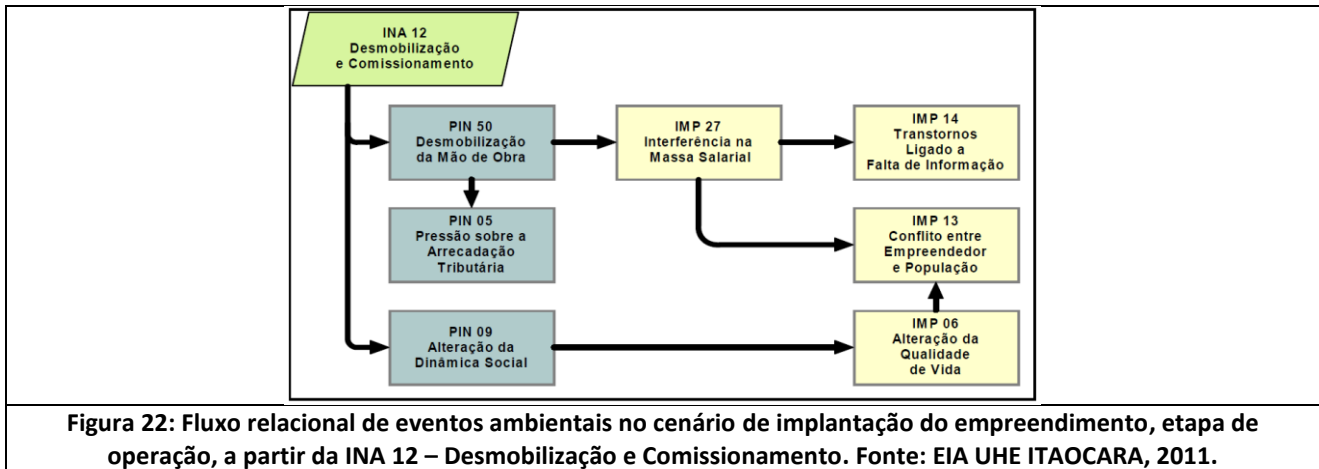 INA 12
Desmobilização
e Comissionamento
PIN 50
Desmobilização
da Mão de Obra
IMP 27
Interferência na
Massa Salarial
IMP 14
Transtornos
Ligado a
Falta de Informação
PIN 05
Pressão sobre a
Arrecadação
Tributária
IMP 13
Conflito entre
Empreendedor
e População
PIN 09
Alteração da
Dinâmica Social
IMP 06
Alteração da
Qualidade
de Vida
Figura 22: Fluxo relacional de eventos ambientais no cenário de implantação do empreendimento, etapa de
operação, a partir da INA 12 – Desmobilização e Comissionamento. Fonte: EIA UHE ITAOCARA, 2011.